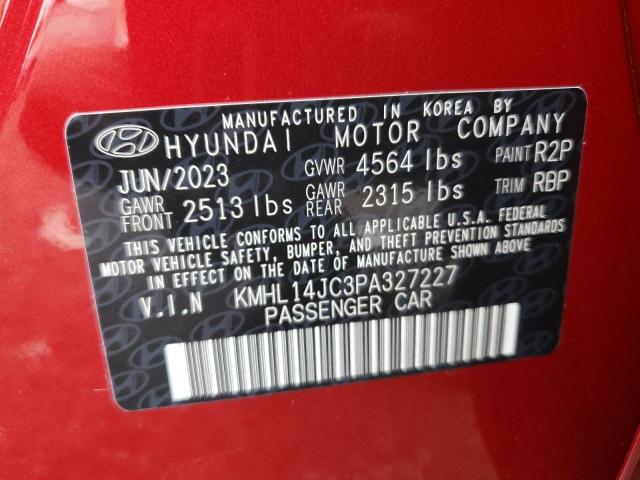 MANUFACTURED IN KOREA BY
HYUNDAI MOTOR COMPANY
JUN/2023 GVWR 4564 lbs PAINT R2P
GAWR FRONT 2513 lbs GAWR REAR 2315 lbs TRIM RBP
THIS VEHICLE CONFORMS TO ALL APPLICABLE U.S.A. FEDERAL
MOTOR VEHICLE SAFETY, BUMPER, AND THEFT PREVENTION STANDARDS
IN EFFECT ON THE DATE OF MANUFACTURE SHOWN ABOVE
V.I.N KMHL14JC3PA327227
PASSENGER CAR